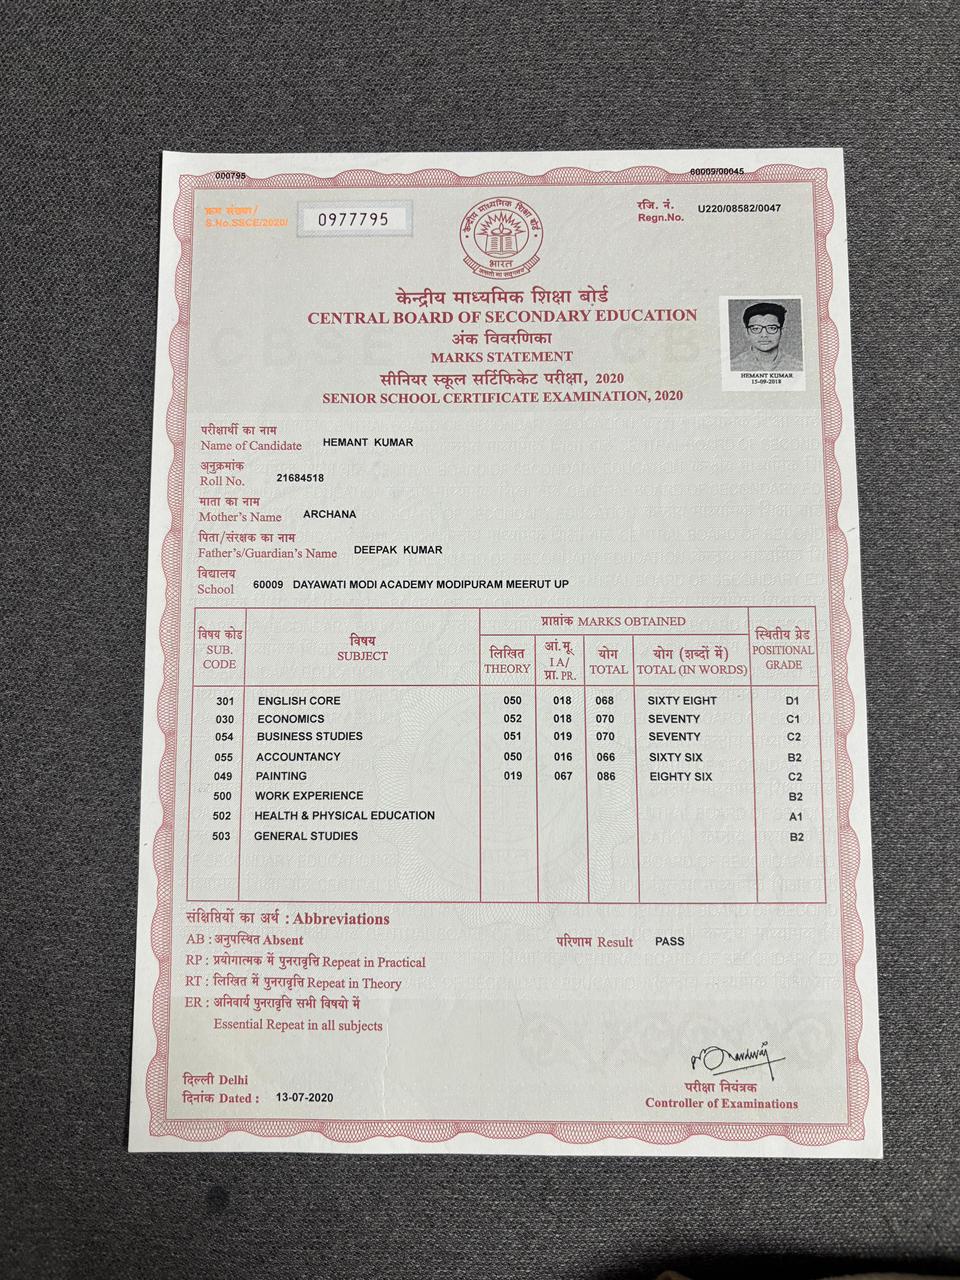 000795
60009/00045
क्रम संख्या/
S.No.SSCE/2020/
0977795
रजि. नं.
Regn.No. U220/08582/0047
केन्द्रीय माध्यमिक शिक्षा बोर्ड
भारत
असतो मा सद्गमय
केन्द्रीय माध्यमिक शिक्षा बोर्ड
CENTRAL BOARD OF SECONDARY EDUCATION
अंक विवरणिका
MARKS STATEMENT
सीनियर स्कूल सर्टिफिकेट परीक्षा, 2020
SENIOR SCHOOL CERTIFICATE EXAMINATION, 2020
HEMANT KUMAR
15-09-2018
परीक्षार्थी का नाम
Name of Candidate HEMANT KUMAR
अनुक्रमांक
Roll No. 21684518
माता का नाम
Mother's Name ARCHANA
पिता/संरक्षक का नाम
Father's/Guardian's Name DEEPAK KUMAR
विद्यालय
School 60009 DAYAWATI MODI ACADEMY MODIPURAM MEERUT UP
विषय कोड
SUB.
CODE
विषय
SUBJECT
प्राप्तांक MARKS OBTAINED
लिखित
THEORY
आं.मू.
I A/
प्रा. PR.
योग
TOTAL
योग (शब्दों में)
TOTAL (IN WORDS)
स्थितीय ग्रेड
POSITIONAL
GRADE
301 ENGLISH CORE 050 018 068 SIXTY EIGHT D1
030 ECONOMICS 052 018 070 SEVENTY C1
054 BUSINESS STUDIES 051 019 070 SEVENTY C2
055 ACCOUNTANCY 050 016 066 SIXTY SIX B2
049 PAINTING 019 067 086 EIGHTY SIX C2
500 WORK EXPERIENCE B2
502 HEALTH & PHYSICAL EDUCATION A1
503 GENERAL STUDIES B2
संक्षिप्तियों का अर्थ : Abbreviations
AB : अनुपस्थित Absent
परिणाम Result PASS
RP : प्रयोगात्मक में पुनरावृत्ति Repeat in Practical
RT : लिखित में पुनरावृत्ति Repeat in Theory
ER : अनिवार्य पुनरावृत्ति सभी विषयो में
Essential Repeat in all subjects
दिल्ली Delhi
दिनांक Dated : 13-07-2020
परीक्षा नियंत्रक
Controller of Examinations